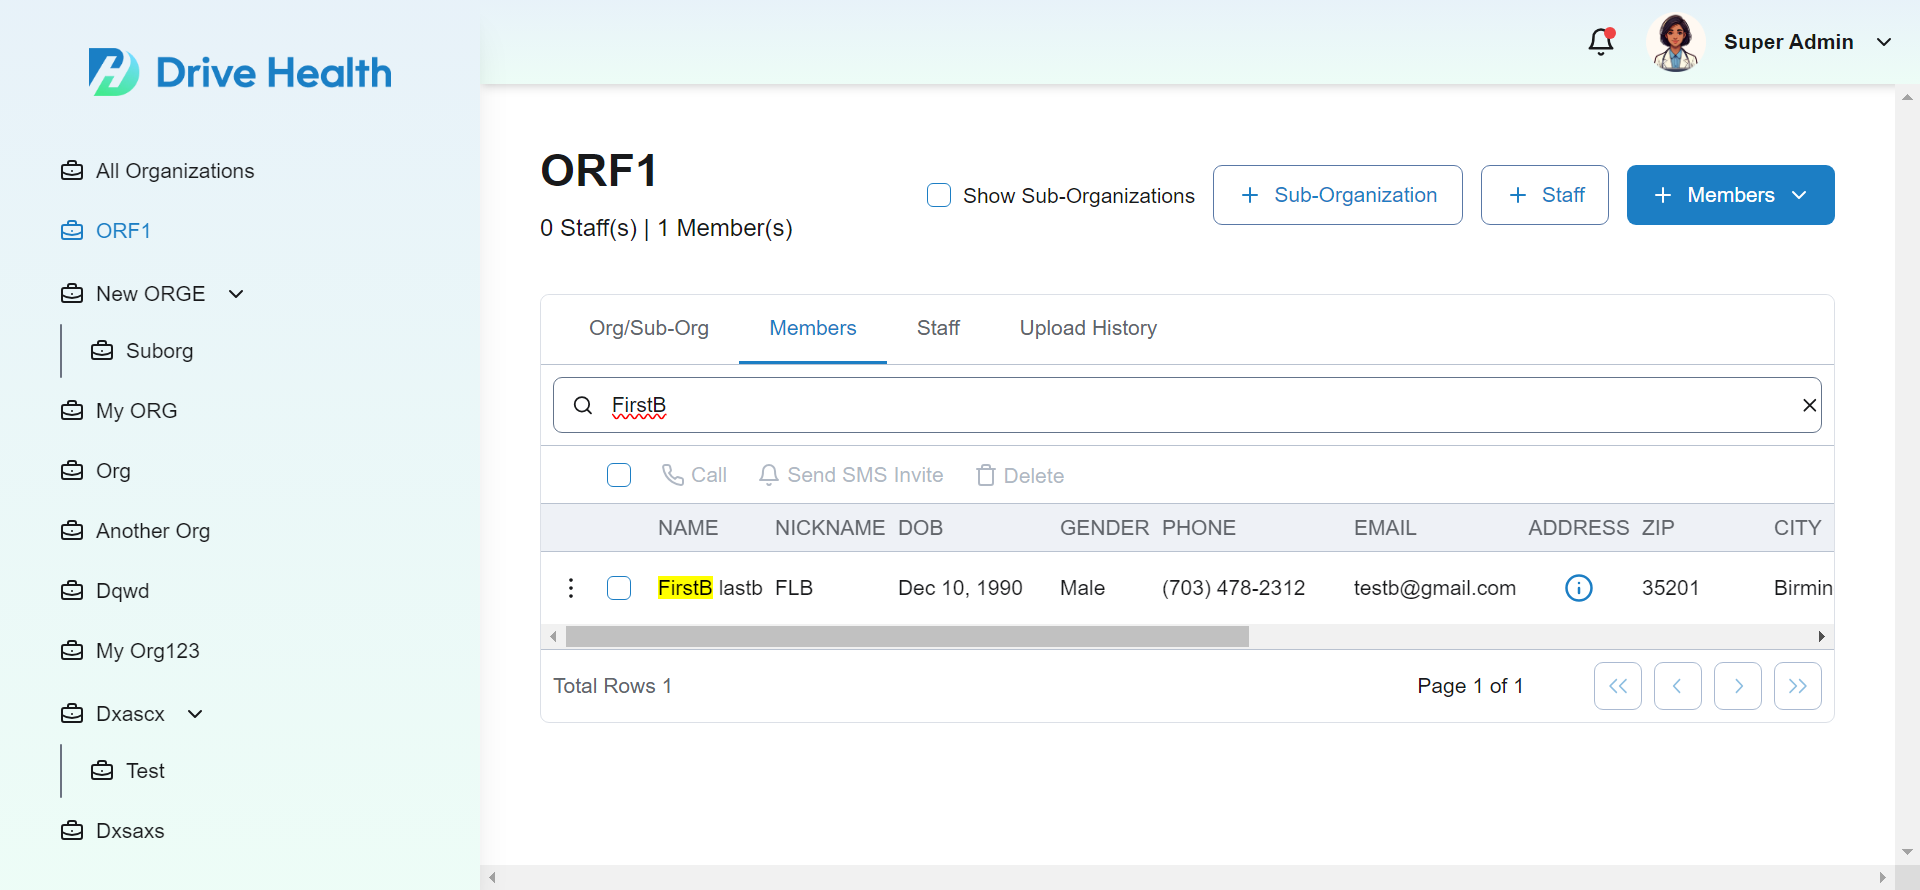 Drive Health
Super Admin
All Organizations
ORF1
New ORGE
Suborg
My ORG
Org
Another Org
Dqwd
My Org123
Dxascx
Test
Dxsaxs
ORF1
0 Staff(s) | 1 Member(s)
Show Sub-Organizations
+ Sub-Organization
+ Staff
+ Members
Org/Sub-Org Members Staff Upload History
FirstB
Call Send SMS Invite Delete
NAME NICKNAME DOB GENDER PHONE EMAIL ADDRESS ZIP CITY
FirstB lastb FLB Dec 10, 1990 Male (703) 478-2312 testb@gmail.com 35201 Birmin
Total Rows 1 Page 1 of 1